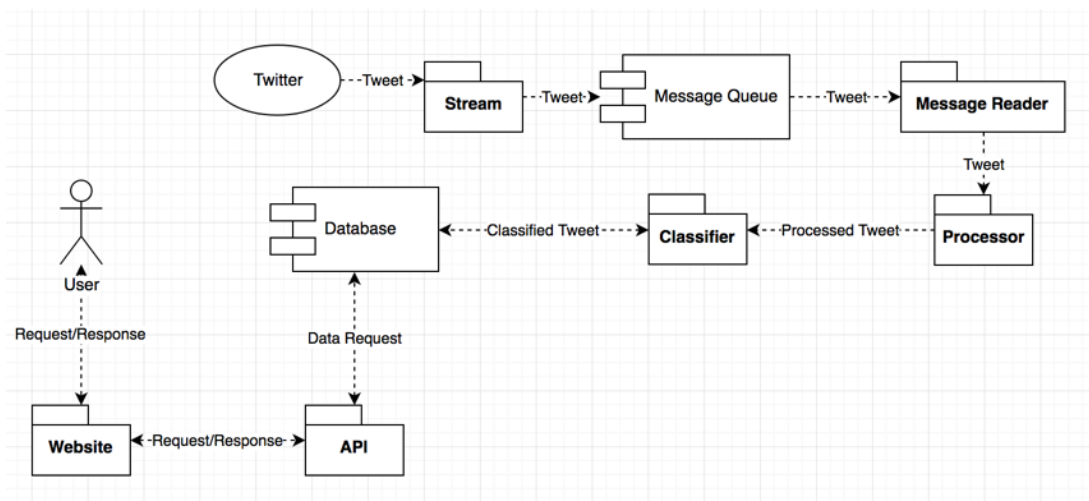 Twitter
Tweet
Stream
Tweet
Message Queue
Tweet
Message Reader
Tweet
User
Database
Classified Tweet
Classifier
Processed Tweet
Processor
Request/Response
Data Request
Website
Request/Response
API